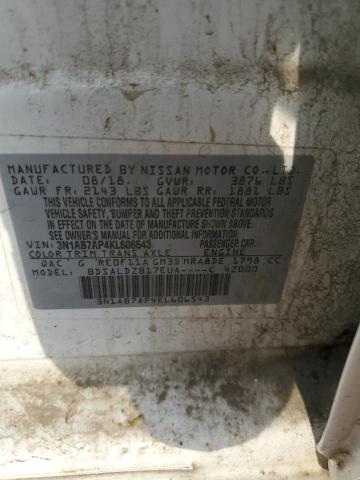 MANUFACTURED BY NISSAN MOTOR CO., LTD.
DATE: 08/18. GVWR: 3876 LBS
GAWR FR: 2143 LBS GAWR RR: 1881 LBS
THIS VEHICLE CONFORMS TO ALL APPLICABLE
FEDERAL MOTOR VEHICLE
SAFETY, BUMPER AND THEFT PREVENTION
STANDARDS IN EFFECT ON THE
DATE OF MANUFACTURE SHOWN ABOVE.
SEE OWNER'S MANUAL FOR ADDITIONAL INFORMATION
VIN: 3N1AB7AP4KL606543 PASSENGER CAR.
COLOR TRIM TRANS. AXLE ENGINE
QAC G RE0F11A GM35 MRA8DE 1798 CC
MODEL: BDSALDZB17EUA----C 4Z000
3N1AB7AP4KL606543